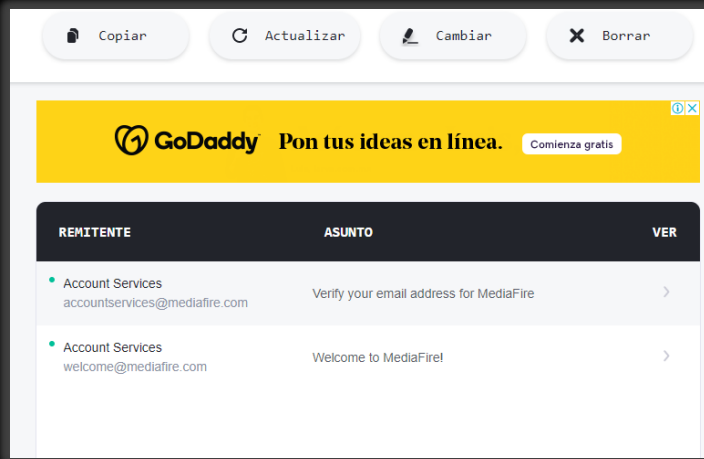 Copiar Actualizar Cambiar Borrar
GoDaddy Pon tus ideas en línea. Comienza gratis
REMITENTE ASUNTO VER
Account Services
accountservices@mediafire.com
Verify your email address for MediaFire
Account Services
welcome@mediafire.com
Welcome to MediaFire!